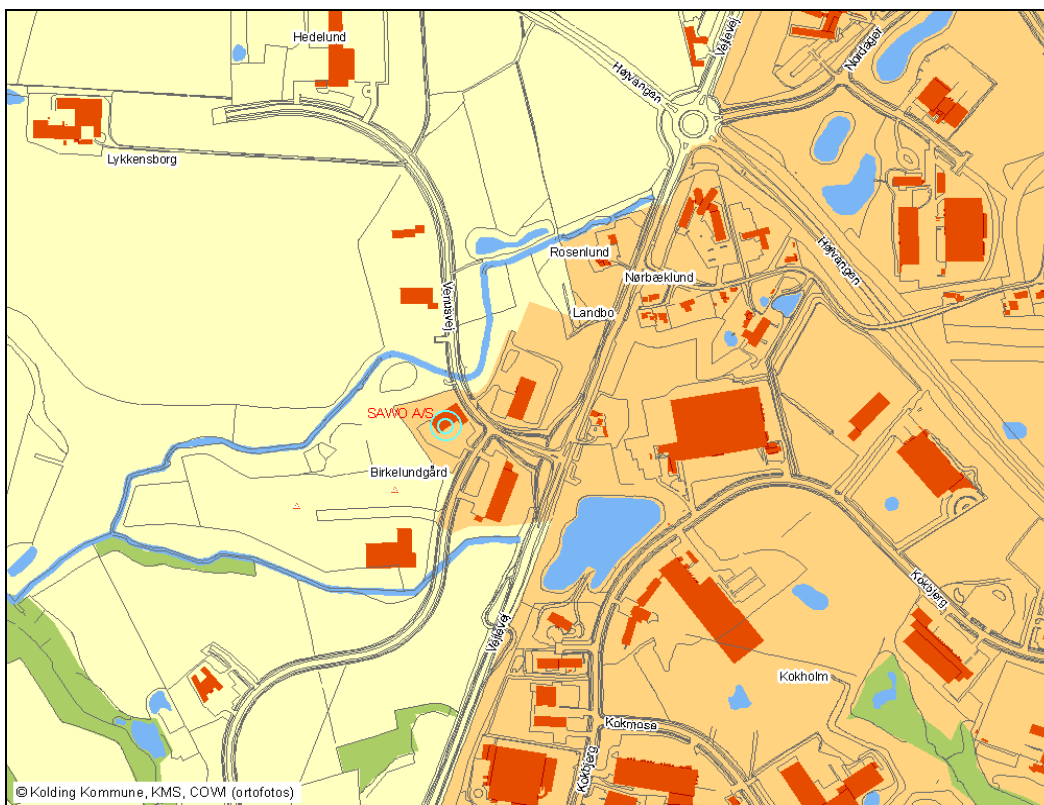 Hedelund
Vejlevej
Nordager
Højvangen
Lykkensborg
Rosenlund
Højvangen
Nørbæklund
Venusvej
Landbo
SAWO A/S
Birkelundgård
Kokbjerg
Vejlevej
Kokholm
Kokmose
Kokbjerg
© Kolding Kommune, KMS, COWI (ortofotos)